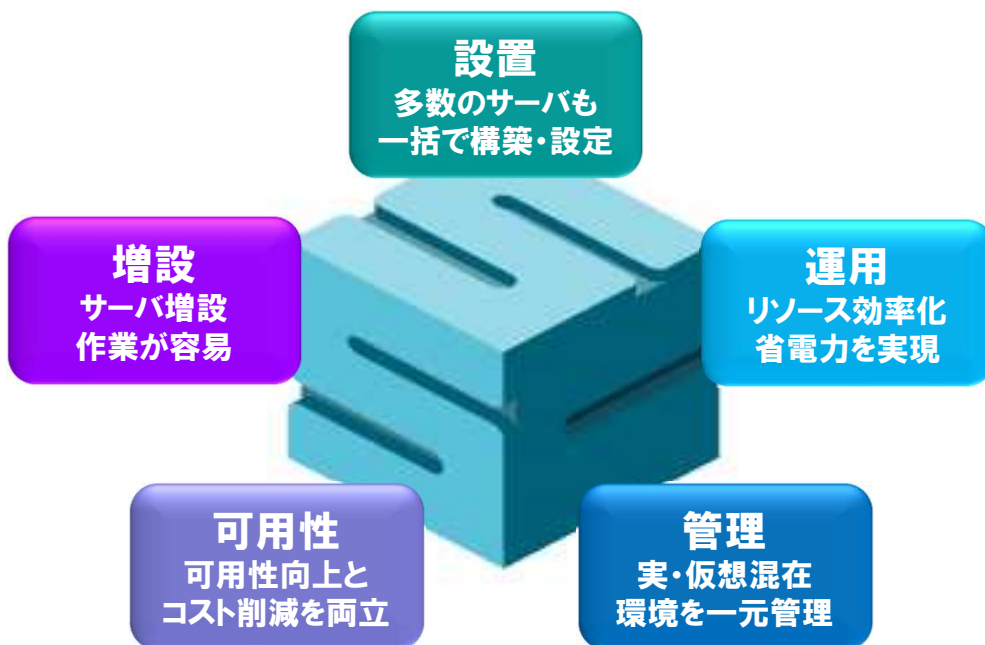 設置
多数のサーバも
一括で構築・設定
増設
サーバ増設
作業が容易
運用
リソース効率化
省電力を実現
可用性
可用性向上と
コスト削減を両立
管理
実・仮想混在
環境を一元管理